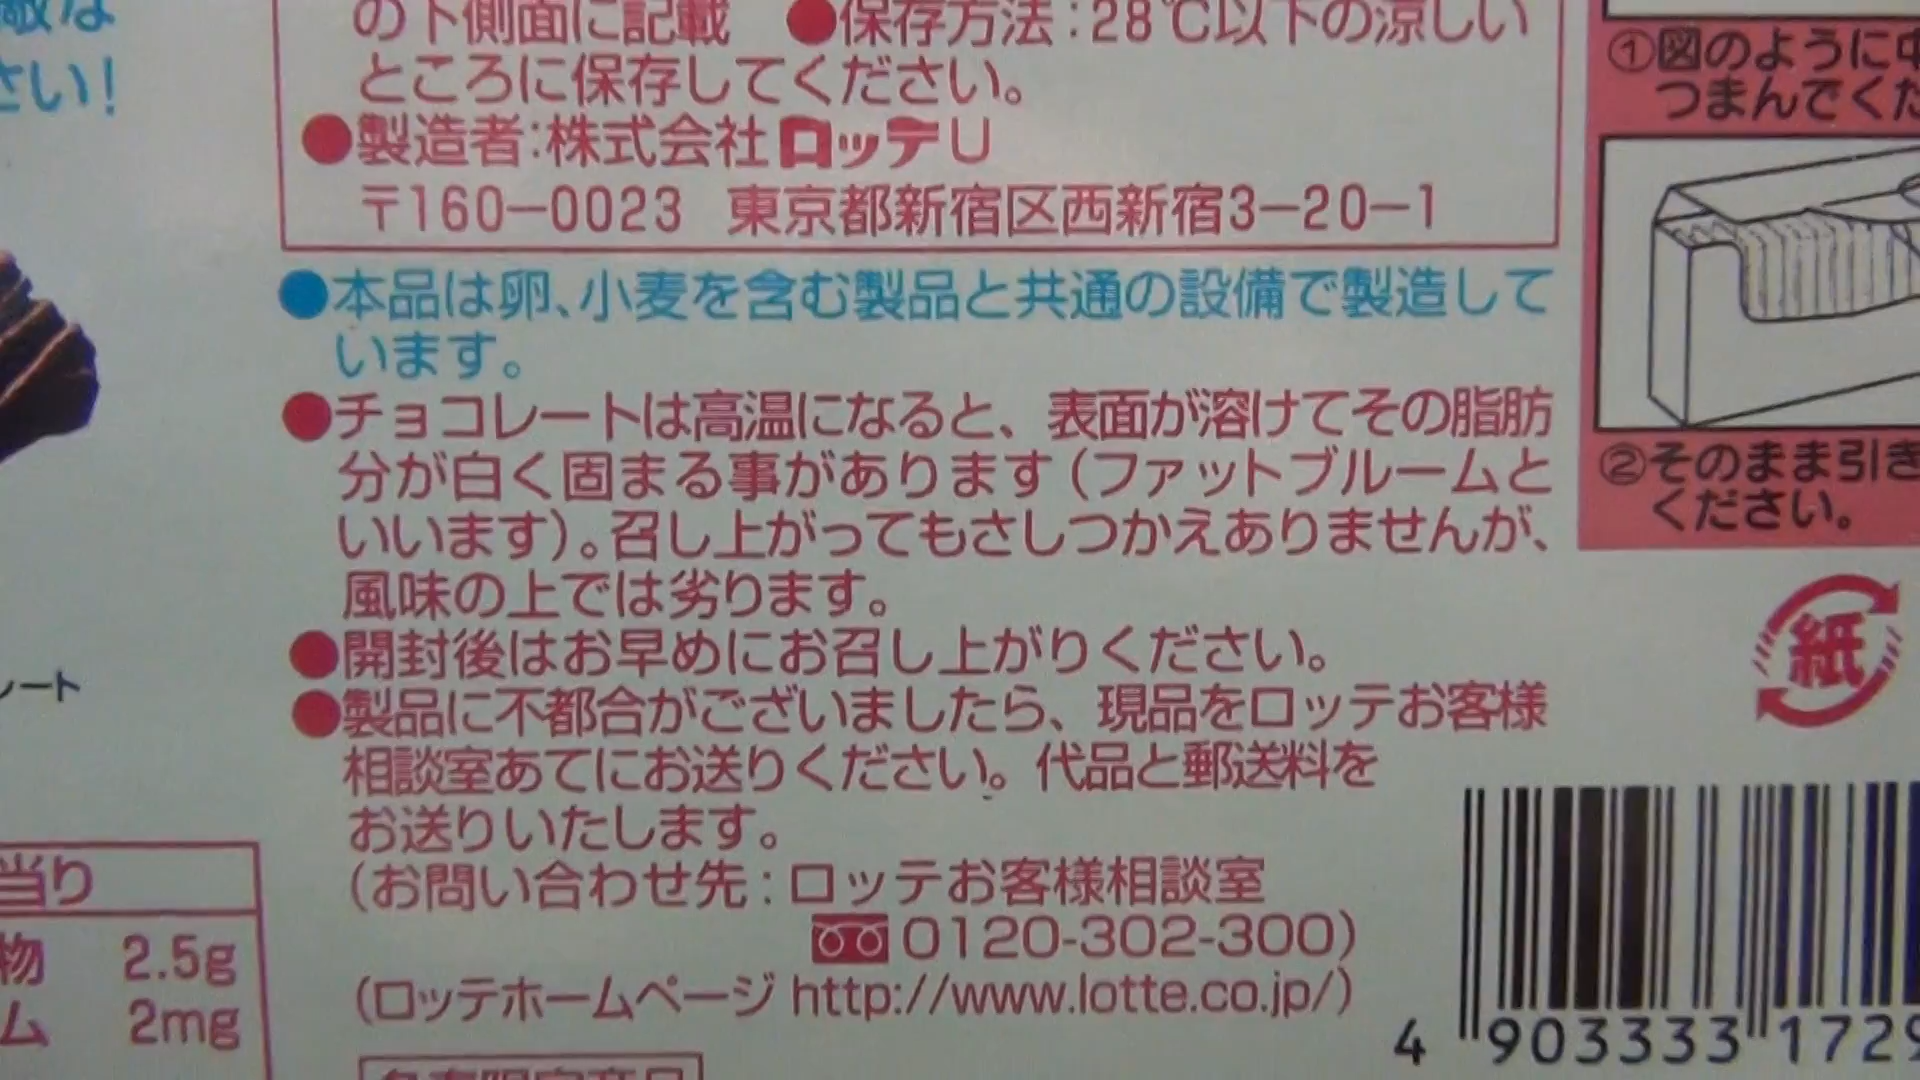 さい!
の下側面に記載 ●保存方法:28℃以下の涼しい
ところに保存してください。
●製造者:株式会社ロッテU
〒160-0023 東京都新宿区西新宿3-20-1
●本品は卵、小麦を含む製品と共通の設備で製造して
います。
●チョコレートは高温になると、表面が溶けてその脂肪
分が白く固まる事があります(ファットブルームと
いいます)。召し上がってもさしつかえありませんが、
風味の上では劣ります。
●開封後はお早めにお召し上がりください。
●製品に不都合がございましたら、現品をロッテお客様
相談室あてにお送りください。代品と郵送料を
お送りいたします。
(お問い合わせ先:ロッテお客様相談室
0120-302-300)
(ロッテホームページ http://www.lotte.co.jp/)
①図のように中
つまんでくだ
②そのまま引き
ください。
紙
レート
当り
物 2.5g
ム 2mg
4 903333 1729